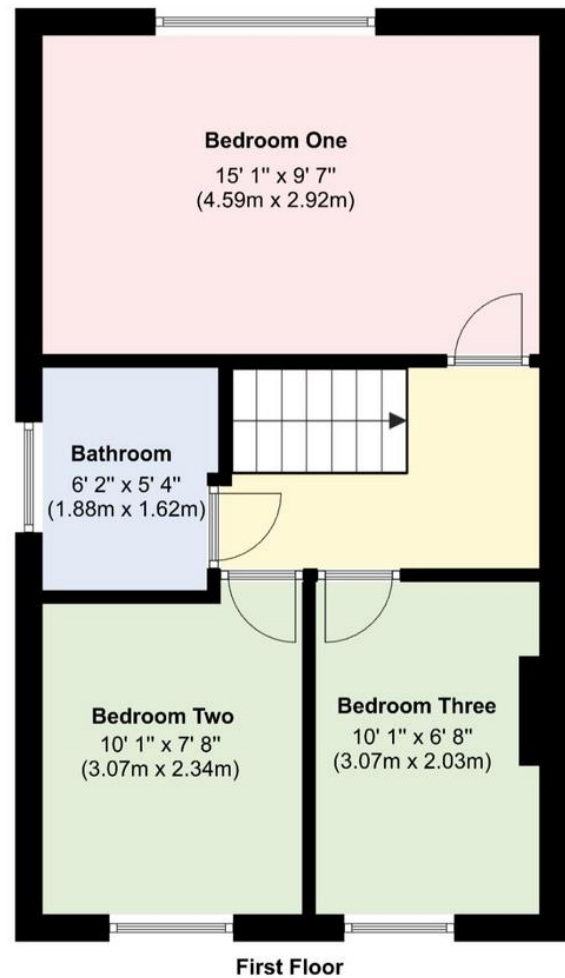 Bedroom One
15' 1" x 9' 7"
(4.59m x 2.92m)
Bathroom
6' 2" x 5' 4"
(1.88m x 1.62m)
Bedroom Two
10' 1" x 7' 8"
(3.07m x 2.34m)
Bedroom Three
10' 1" x 6' 8"
(3.07m x 2.03m)
First Floor